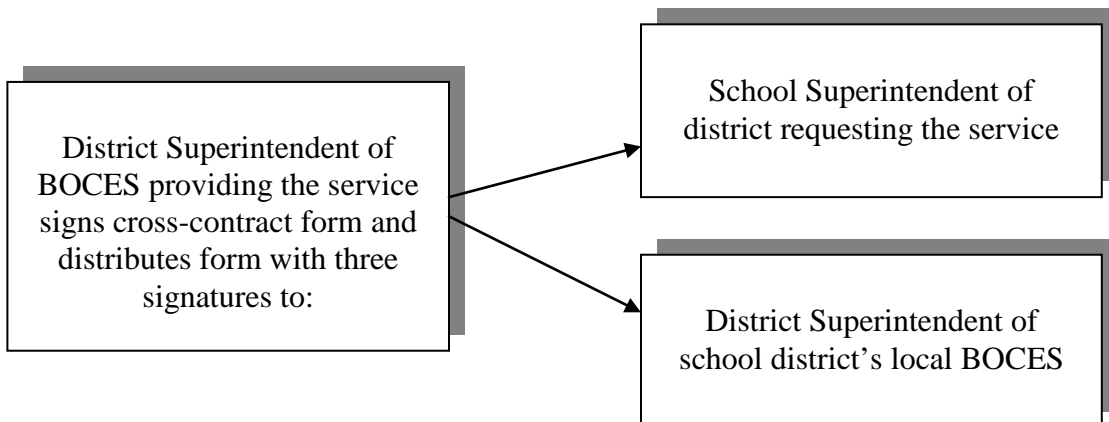 District Superintendent of
BOCES providing the service
signs cross-contract form and
distributes form with three
signatures to:
School Superintendent of
district requesting the service
District Superintendent of
school district’s local BOCES